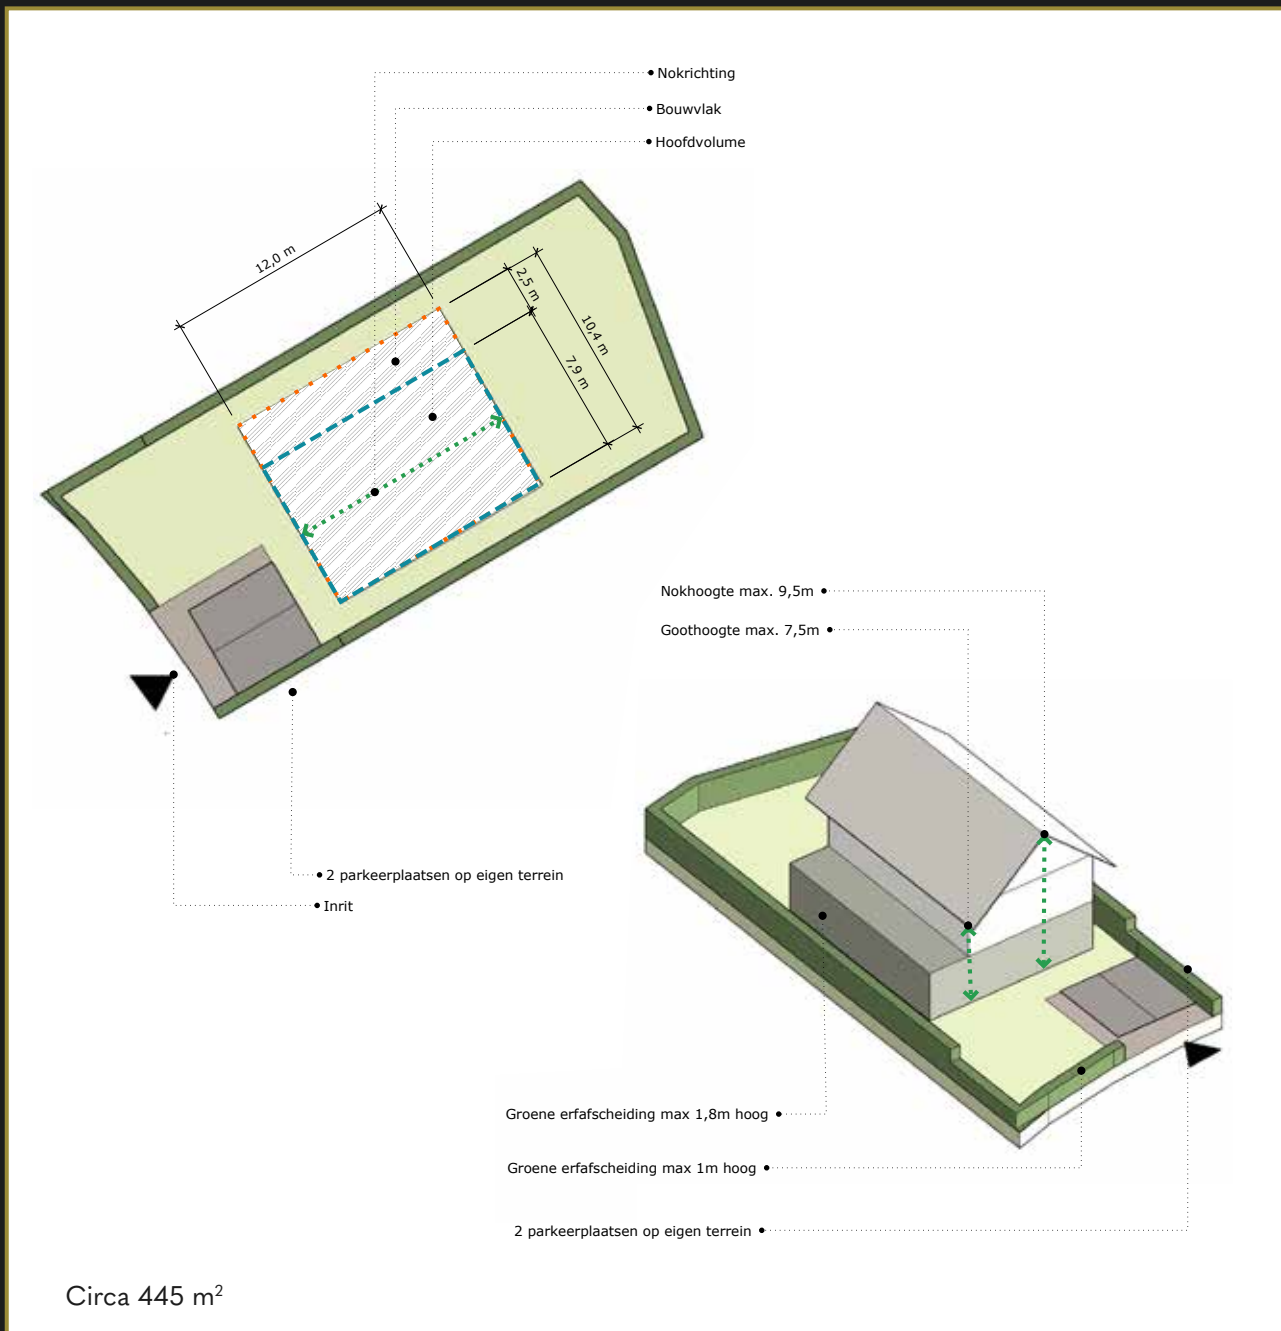 Nokrichting
Bouwvlak
Hoofdvolume
12,0 m
2,5 m
10,4 m
7,9 m
Nokhoogte max. 9,5m
Goothoogte max. 7,5m
2 parkeerplaatsen op eigen terrein
Inrit
Groene erfafscheiding max 1,8m hoog
Groene erfafscheiding max 1m hoog
2 parkeerplaatsen op eigen terrein
Circa 445 m²